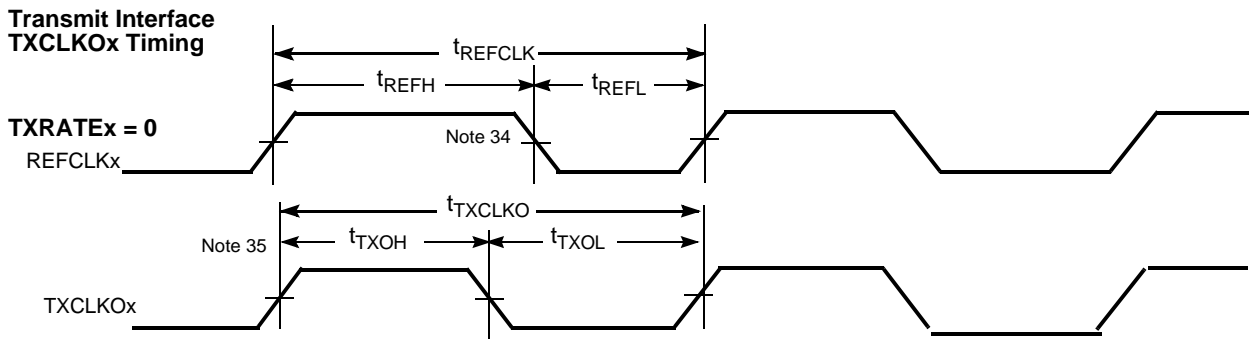 Transmit Interface
TXCLKOx Timing
tREFCLK
tREFH
tREFL
TXRATEx = 0
Note 34
REFCLKx
tTXCLKO
Note 35
tTXOH
tTXOL
TXCLKOx